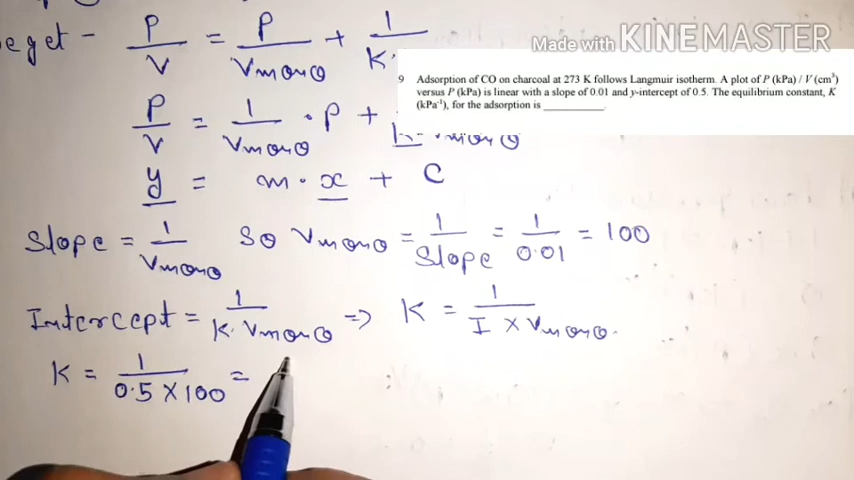 Made with KINEMASTER
eget - P/V = P/Vmono + 1/K.
9 Adsorption of CO on charcoal at 273 K follows Langmuir isotherm. A plot of P (kPa) / V (cm³)
versus P (kPa) is linear with a slope of 0.01 and y-intercept of 0.5. The equilibrium constant, K
(kPa⁻¹), for the adsorption is ___________.
P/V = 1/Vmono · P + 1/K·Vmono
y = m · x + C
Slope = 1/Vmono So Vmono = 1/Slope = 1/0.01 = 100
Intercept = 1/K·Vmono => K = 1/I × Vmono.
K = 1/0.5 × 100 =